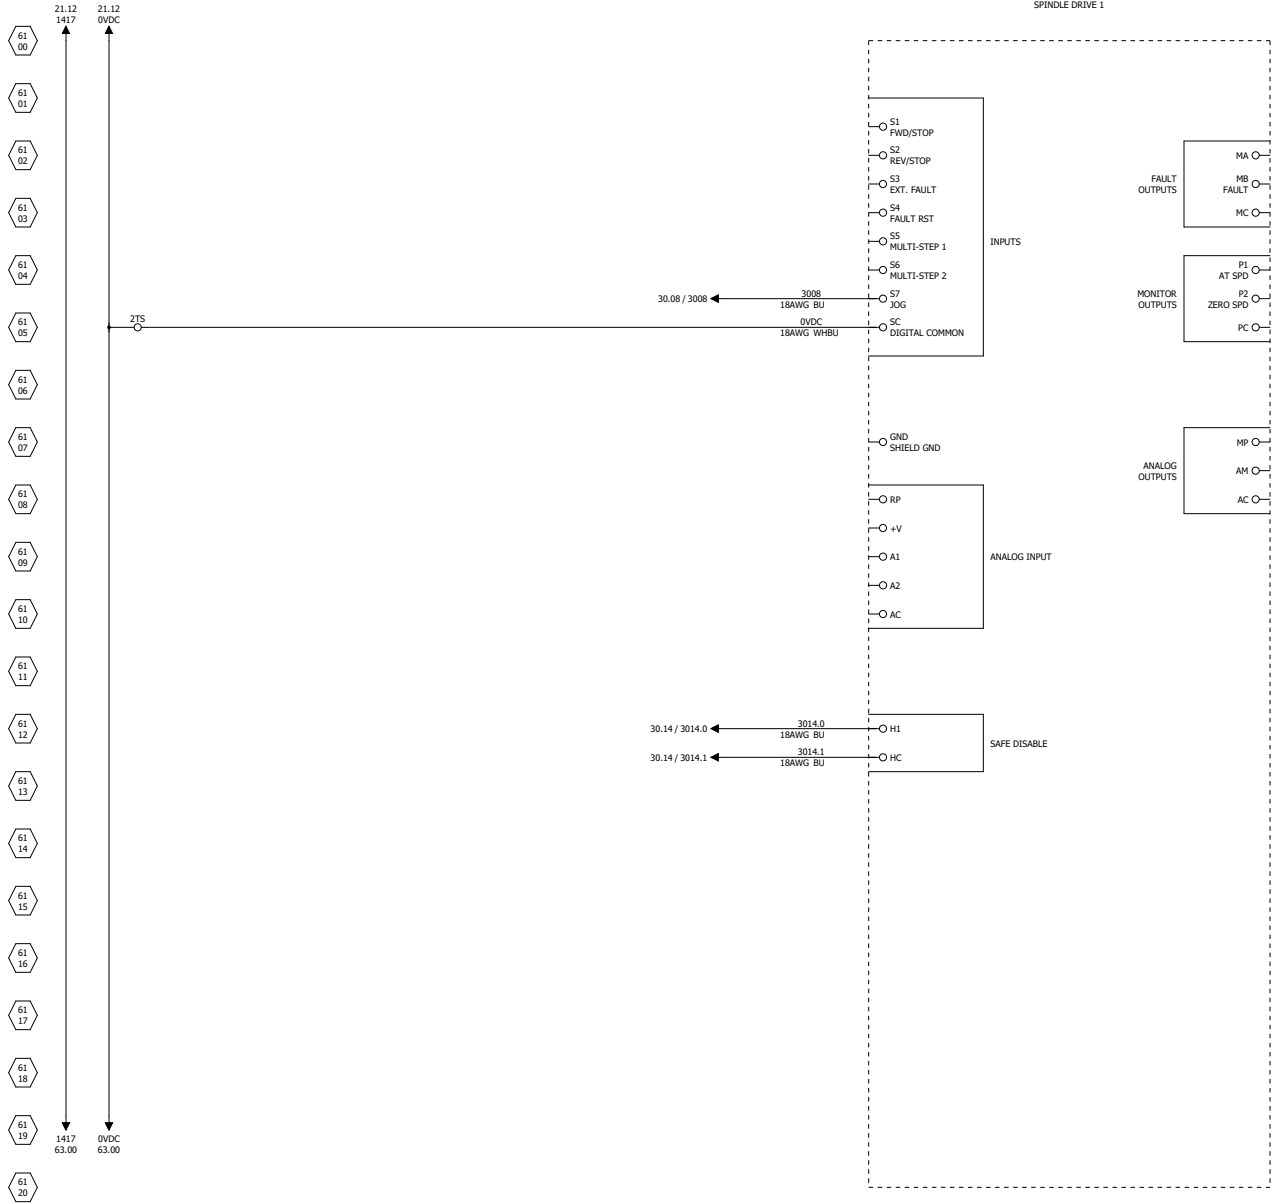 SPINDLE DRIVE 1
21.12
1417
21.12
0VDC
61
00
61
01
S1
FWD/STOP
61
02
S2
REV/STOP
MA
S3
EXT. FAULT
FAULT
OUTPUTS
MB
FAULT
61
03
S4
FAULT RST
MC
S5
MULTI-STEP 1
INPUTS
61
04
S6
MULTI-STEP 2
P1
AT SPD
30.08 / 3008
3008
18AWG BU
S7
JOG
MONITOR
OUTPUTS
P2
ZERO SPD
61
05
2TS
0VDC
18AWG WHBU
SC
DIGITAL COMMON
PC
61
06
61
07
GND
SHIELD GND
MP
ANALOG
OUTPUTS
AM
61
08
RP
AC
+V
61
09
A1
ANALOG INPUT
A2
61
10
AC
61
11
61
12
30.14 / 3014.0
3014.0
18AWG BU
H1
SAFE DISABLE
30.14 / 3014.1
3014.1
18AWG BU
HC
61
13
61
14
61
15
61
16
61
17
61
18
61
19
1417
63.00
0VDC
63.00
61
20